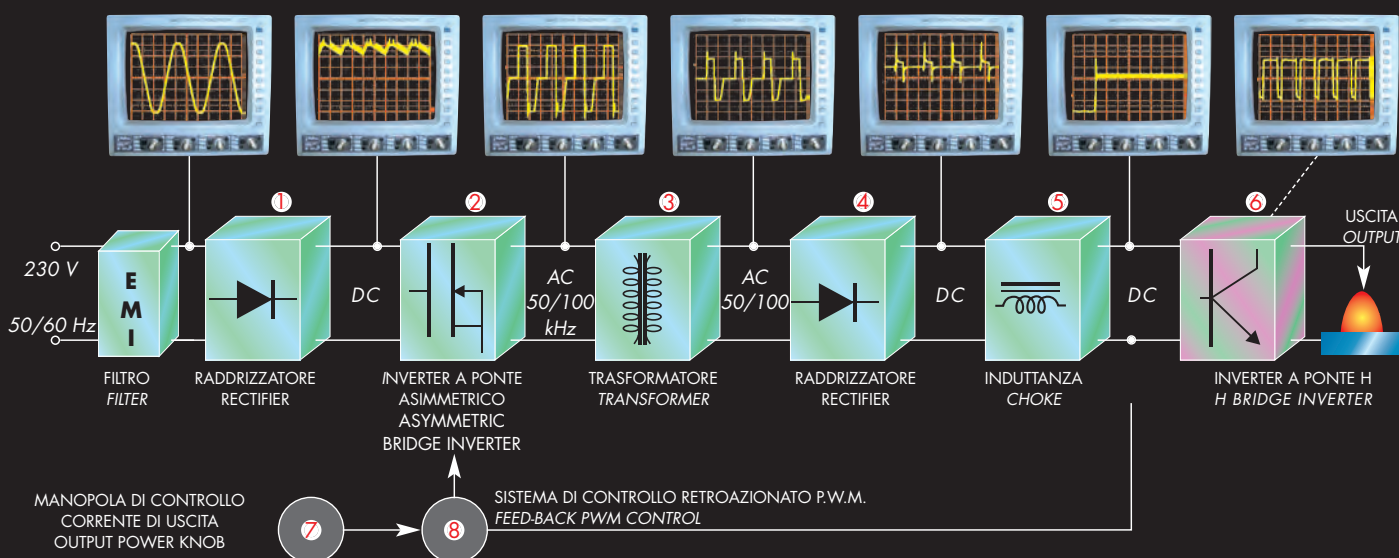 1
2
3
4
5
6
USCITA
OUTPUT
230 V
50/60 Hz
E
M
I
DC
AC
50/100
kHz
AC
50/100
DC
DC
FILTRO
FILTER
RADDRIZZATORE
RECTIFIER
INVERTER A PONTE
ASIMMETRICO
ASYMMETRIC
BRIDGE INVERTER
TRASFORMATORE
TRANSFORMER
RADDRIZZATORE
RECTIFIER
INDUTTANZA
CHOKE
INVERTER A PONTE H
H BRIDGE INVERTER
MANOPOLA DI CONTROLLO
CORRENTE DI USCITA
OUTPUT POWER KNOB
7
8
SISTEMA DI CONTROLLO RETROAZIONATO P.W.M.
FEED-BACK PWM CONTROL